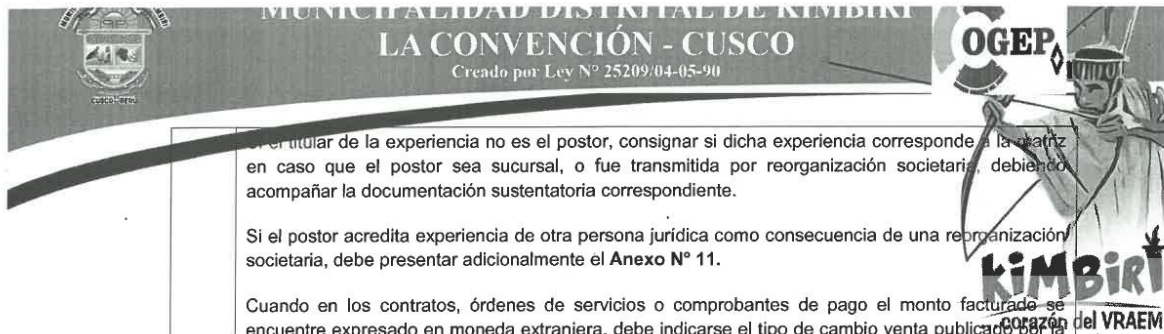 MUNICIPALIDAD DISTRITAL DE KIMBIRI
LA CONVENCIÓN - CUSCO
Creado por Ley Nº 25209/04-05-90
OGEP
CUSCO - PERÚ
titular de la experiencia no es el postor, consignar si dicha experiencia corresponde a la matriz
en caso que el postor sea sucursal, o fue transmitida por reorganización societaria, debiendo
acompañar la documentación sustentatoria correspondiente.
Si el postor acredita experiencia de otra persona jurídica como consecuencia de una reorganización
societaria, debe presentar adicionalmente el Anexo N° 11.
KiMBiRi
Cuando en los contratos, órdenes de servicios o comprobantes de pago el monto facturado se
encuentre expresado en moneda extranjera, debe indicarse el tipo de cambio venta publicado
corazón del VRAEM